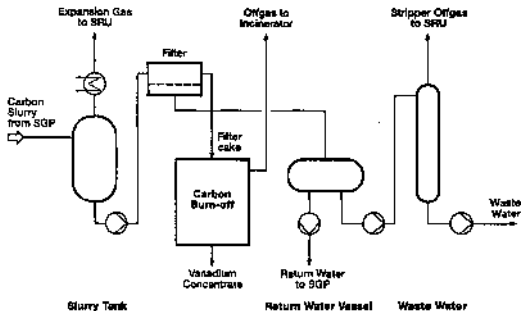 Expansion Gas
to SRU
Offgas to
Incinerator
Stripper Offgas
to SRU
Filter
Carbon
Slurry
from SGP
Filter
cake
Carbon
Burn-off
Waste
Water
Vanadium
Concentrate
Return Water
to SGP
Slurry Tank
Return Water Vessel
Waste Water